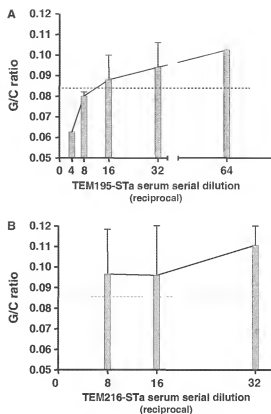 A
0.12
0.11
0.10
0.09
0.08
0.07
0.06
0.05
G/C ratio
0 4 8 16 32 64
TEM195-STa serum serial dilution
(reciprocal)
B
0.12
0.11
0.10
0.09
0.08
0.07
0.06
0.05
G/C ratio
0 8 16 32
TEM216-STa serum serial dilution
(reciprocal)